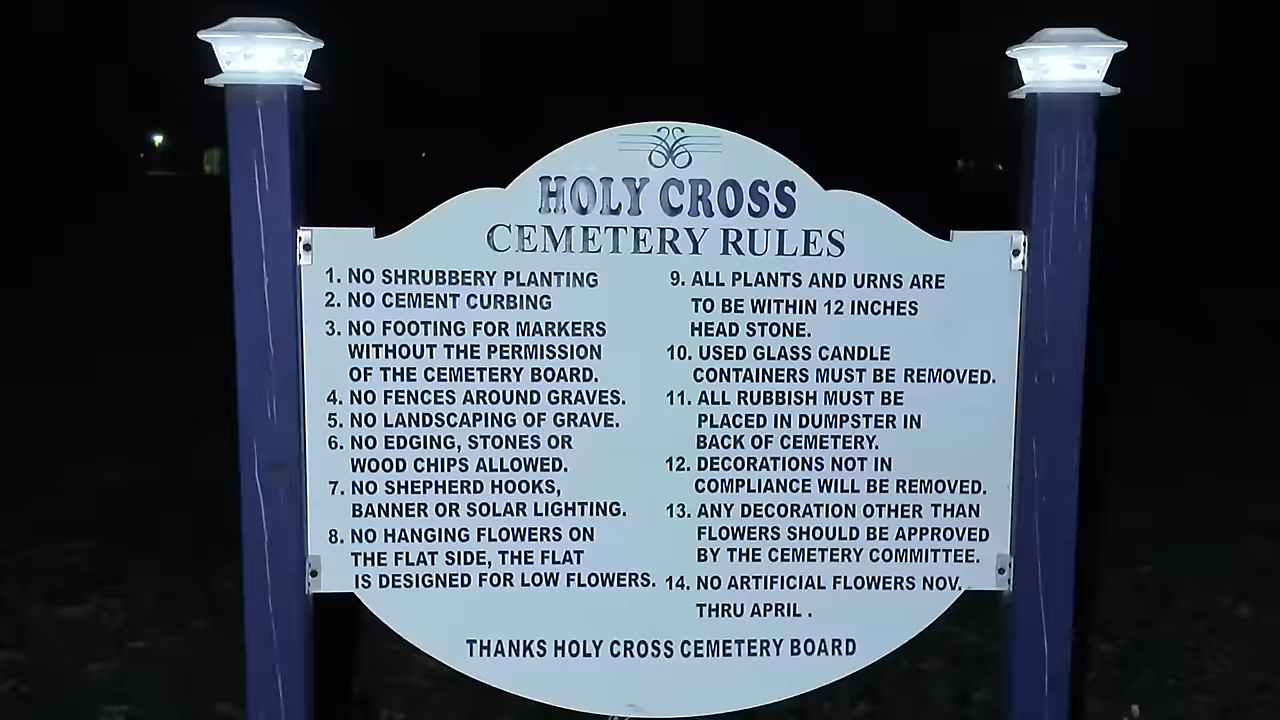 HOLY CROSS
CEMETERY RULES
1. NO SHRUBBERY PLANTING
2. NO CEMENT CURBING
3. NO FOOTING FOR MARKERS
WITHOUT THE PERMISSION
OF THE CEMETERY BOARD.
4. NO FENCES AROUND GRAVES.
5. NO LANDSCAPING OF GRAVE.
6. NO EDGING, STONES OR
WOOD CHIPS ALLOWED.
7. NO SHEPHERD HOOKS,
BANNER OR SOLAR LIGHTING.
8. NO HANGING FLOWERS ON
THE FLAT SIDE, THE FLAT
IS DESIGNED FOR LOW FLOWERS.
9. ALL PLANTS AND URNS ARE
TO BE WITHIN 12 INCHES
HEAD STONE.
10. USED GLASS CANDLE
CONTAINERS MUST BE REMOVED.
11. ALL RUBBISH MUST BE
PLACED IN DUMPSTER IN
BACK OF CEMETERY.
12. DECORATIONS NOT IN
COMPLIANCE WILL BE REMOVED.
13. ANY DECORATION OTHER THAN
FLOWERS SHOULD BE APPROVED
BY THE CEMETERY COMMITTEE.
14. NO ARTIFICIAL FLOWERS NOV.
THRU APRIL .
THANKS HOLY CROSS CEMETERY BOARD